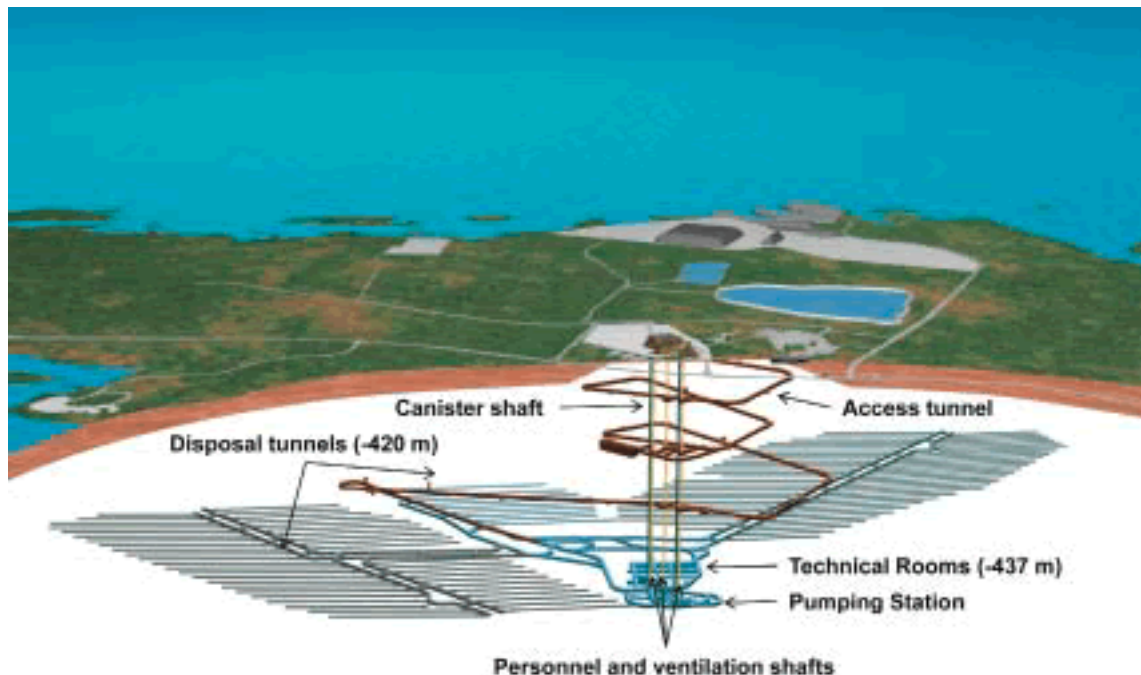 Canister shaft
Access tunnel
Disposal tunnels (-420 m)
Technical Rooms (-437 m)
Pumping Station
Personnel and ventilation shafts